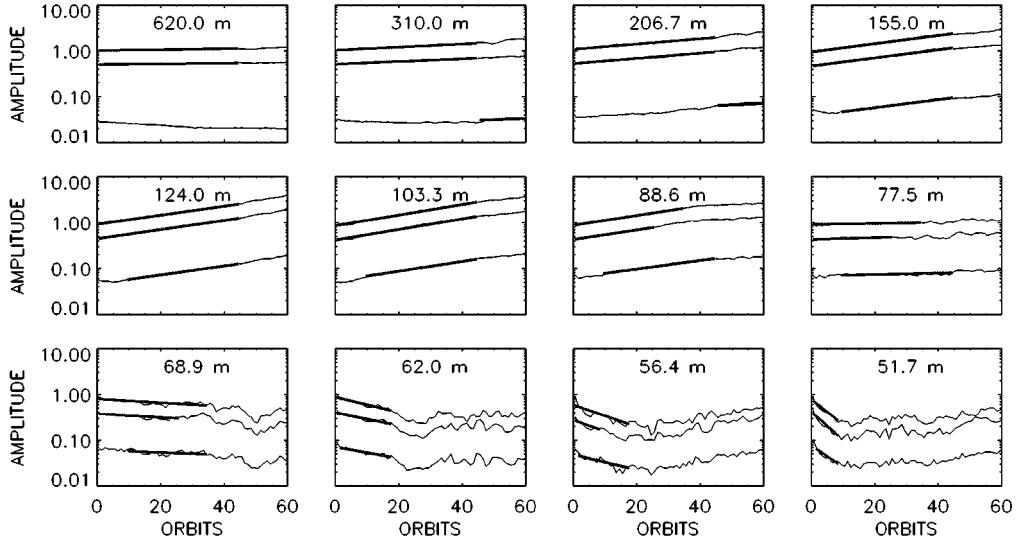 620.0 m 310.0 m 206.7 m 155.0 m
AMPLITUDE
10.00
1.00
0.10
0.01
124.0 m 103.3 m 88.6 m 77.5 m
AMPLITUDE
10.00
1.00
0.10
0.01
68.9 m 62.0 m 56.4 m 51.7 m
AMPLITUDE
10.00
1.00
0.10
0.01
0 20 40 60 0 20 40 60 0 20 40 60 0 20 40 60
ORBITS ORBITS ORBITS ORBITS